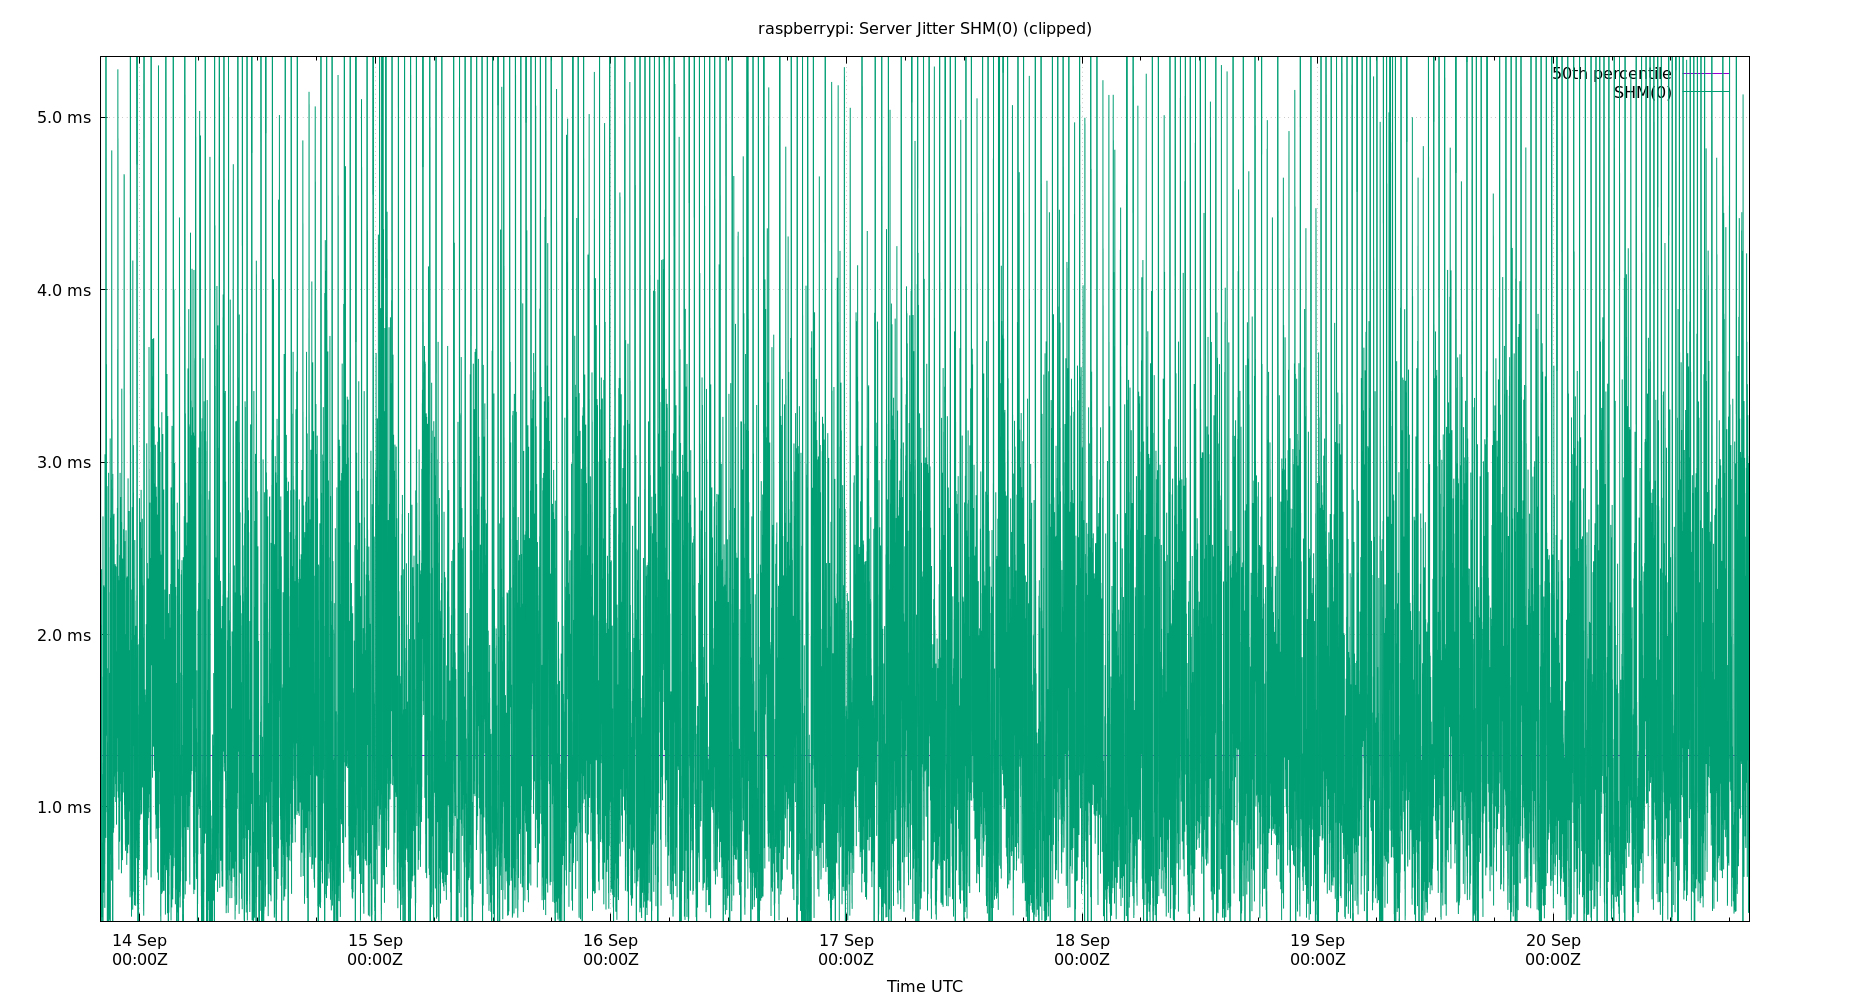 raspberrypi: Server Jitter SHM(0) (clipped)
50th percentile
SHM(0)
5.0 ms
4.0 ms
3.0 ms
2.0 ms
1.0 ms
14 Sep 15 Sep 16 Sep 17 Sep 18 Sep 19 Sep 20 Sep
00:00Z 00:00Z 00:00Z 00:00Z 00:00Z 00:00Z 00:00Z
Time UTC